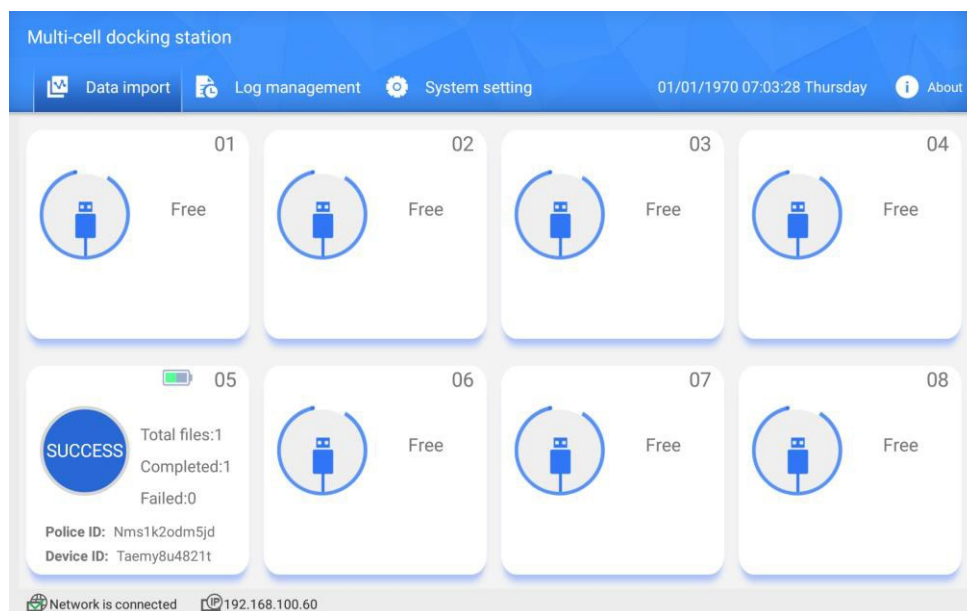 Multi-cell docking station
Data import Log management System setting 01/01/1970 07:03:28 Thursday i About
01 02 03 04
Free Free Free Free
05 06 07 08
SUCCESS
Total files:1
Completed:1
Failed:0
Free Free Free
Police ID: Nms1k2odm5jd
Device ID: Taemy8u4821t
Network is connected IP 192.168.100.60